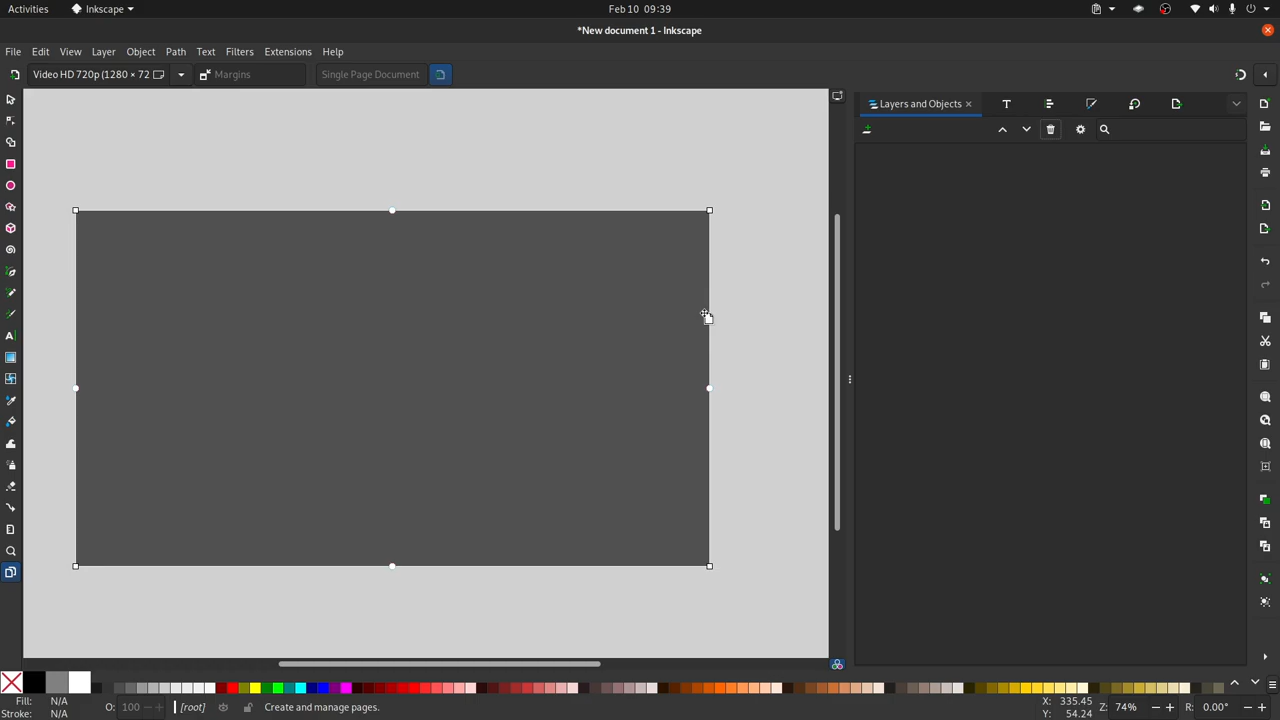 Activities Inkscape Feb 10 09:39
*New document 1 - Inkscape
File Edit View Layer Object Path Text Filters Extensions Help
Video HD 720p (1280 × 72 Margins Single Page Document
Layers and Objects
Fill: N/A
Stroke: N/A
O: 100
[root]
Create and manage pages.
X: 335.45
Y: 54.24
Z: 74%
R: 0.00°